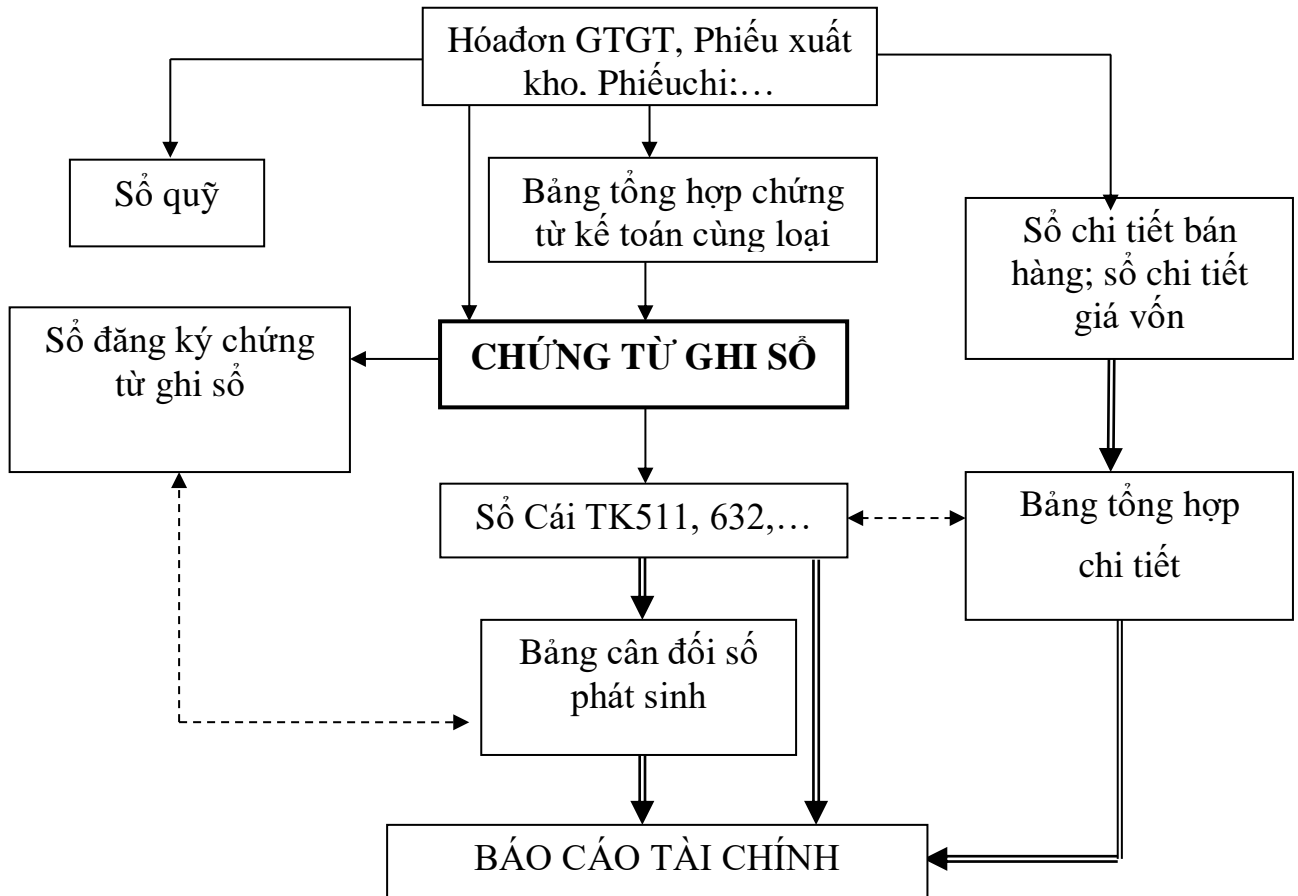 Hóađơn GTGT, Phiếu xuất
kho, Phiếuchi;…
Sổ quỹ
Bảng tổng hợp chứng
từ kế toán cùng loại
Sổ chi tiết bán
hàng; sổ chi tiết
giá vốn
Sổ đăng ký chứng
từ ghi sổ
CHỨNG TỪ GHI SỔ
Sổ Cái TK511, 632,…
Bảng tổng hợp
chi tiết
Bảng cân đối số
phát sinh
BÁO CÁO TÀI CHÍNH